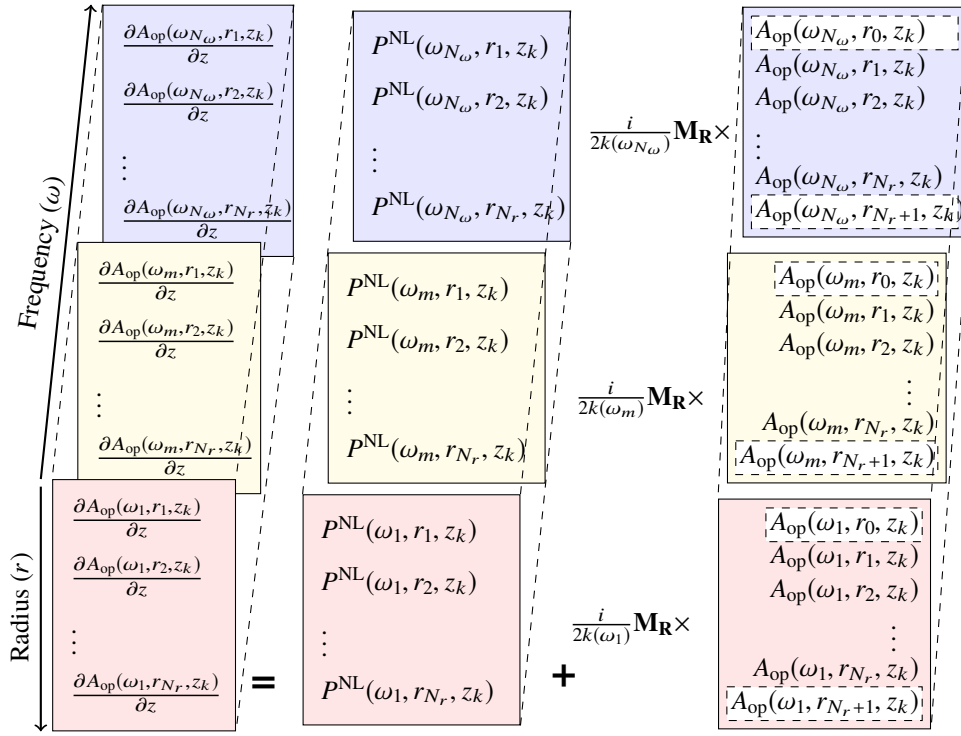 Frequency (ω)
Radius (r)
∂A_op(ω_{N_ω}, r_1, z_k)/∂z
∂A_op(ω_{N_ω}, r_2, z_k)/∂z
⋮
∂A_op(ω_{N_ω}, r_{N_r}, z_k)/∂z
P^NL(ω_{N_ω}, r_1, z_k)
P^NL(ω_{N_ω}, r_2, z_k)
⋮
P^NL(ω_{N_ω}, r_{N_r}, z_k)
i/2k(ω_{N_ω}) M_R×
A_op(ω_{N_ω}, r_0, z_k)
A_op(ω_{N_ω}, r_1, z_k)
A_op(ω_{N_ω}, r_2, z_k)
⋮
A_op(ω_{N_ω}, r_{N_r}, z_k)
A_op(ω_{N_ω}, r_{N_r+1}, z_k)
∂A_op(ω_m, r_1, z_k)/∂z
∂A_op(ω_m, r_2, z_k)/∂z
⋮
∂A_op(ω_m, r_{N_r}, z_k)/∂z
P^NL(ω_m, r_1, z_k)
P^NL(ω_m, r_2, z_k)
⋮
P^NL(ω_m, r_{N_r}, z_k)
i/2k(ω_m) M_R×
A_op(ω_m, r_0, z_k)
A_op(ω_m, r_1, z_k)
A_op(ω_m, r_2, z_k)
⋮
A_op(ω_m, r_{N_r}, z_k)
A_op(ω_m, r_{N_r+1}, z_k)
∂A_op(ω_1, r_1, z_k)/∂z
∂A_op(ω_1, r_2, z_k)/∂z
⋮
∂A_op(ω_1, r_{N_r}, z_k)/∂z
=
P^NL(ω_1, r_1, z_k)
P^NL(ω_1, r_2, z_k)
⋮
P^NL(ω_1, r_{N_r}, z_k)
+
i/2k(ω_1) M_R×
A_op(ω_1, r_0, z_k)
A_op(ω_1, r_1, z_k)
A_op(ω_1, r_2, z_k)
⋮
A_op(ω_1, r_{N_r}, z_k)
A_op(ω_1, r_{N_r+1}, z_k)